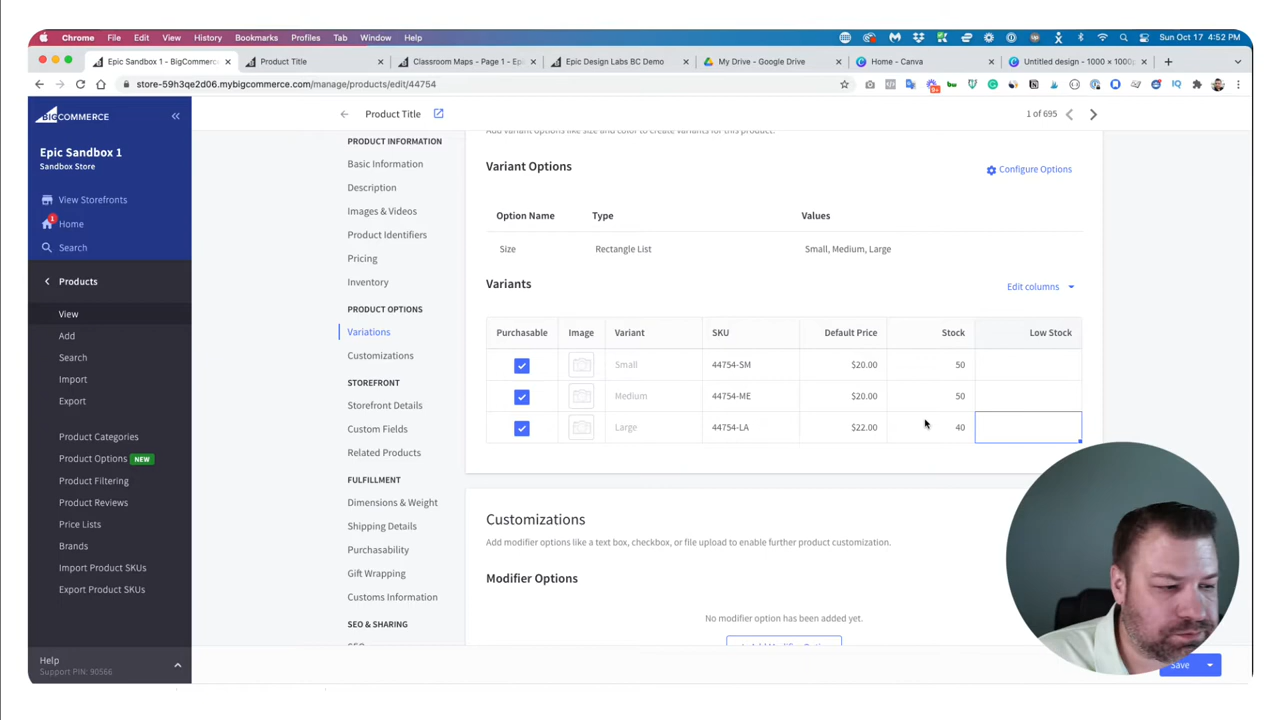 Chrome File Edit View History Bookmarks Profiles Tab Window Help Sun Oct 17 4:52 PM
Epic Sandbox 1 - BigCommerce Product Title Classroom Maps - Page 1 - Epi Epic Design Labs BC Demo My Drive - Google Drive Home - Canva Untitled design - 1000 × 1000p
store-59h3qe2d06.mybigcommerce.com/manage/products/edit/44754
BIGCOMMERCE
Product Title
1 of 695
Epic Sandbox 1
Sandbox Store
View Storefronts
1
Home
Search
Products
View
Add
Search
Import
Export
Product Categories
Product Options NEW
Product Filtering
Product Reviews
Price Lists
Brands
Import Product SKUs
Export Product SKUs
Help
Support PIN: 90566
PRODUCT INFORMATION
Basic Information
Description
Images & Videos
Product Identifiers
Pricing
Inventory
PRODUCT OPTIONS
Variations
Customizations
STOREFRONT
Storefront Details
Custom Fields
Related Products
FULFILLMENT
Dimensions & Weight
Shipping Details
Purchasability
Gift Wrapping
Customs Information
SEO & SHARING
Add variant options like size and color to create variants for this product.
Variant Options
Configure Options
Option Name Type Values
Size Rectangle List Small, Medium, Large
Variants
Edit columns
Purchasable Image Variant SKU Default Price Stock Low Stock
Small 44754-SM $20.00 50
Medium 44754-ME $20.00 50
Large 44754-LA $22.00 40
Customizations
Add modifier options like a text box, checkbox, or file upload to enable further product customization.
Modifier Options
No modifier option has been added yet.
Save